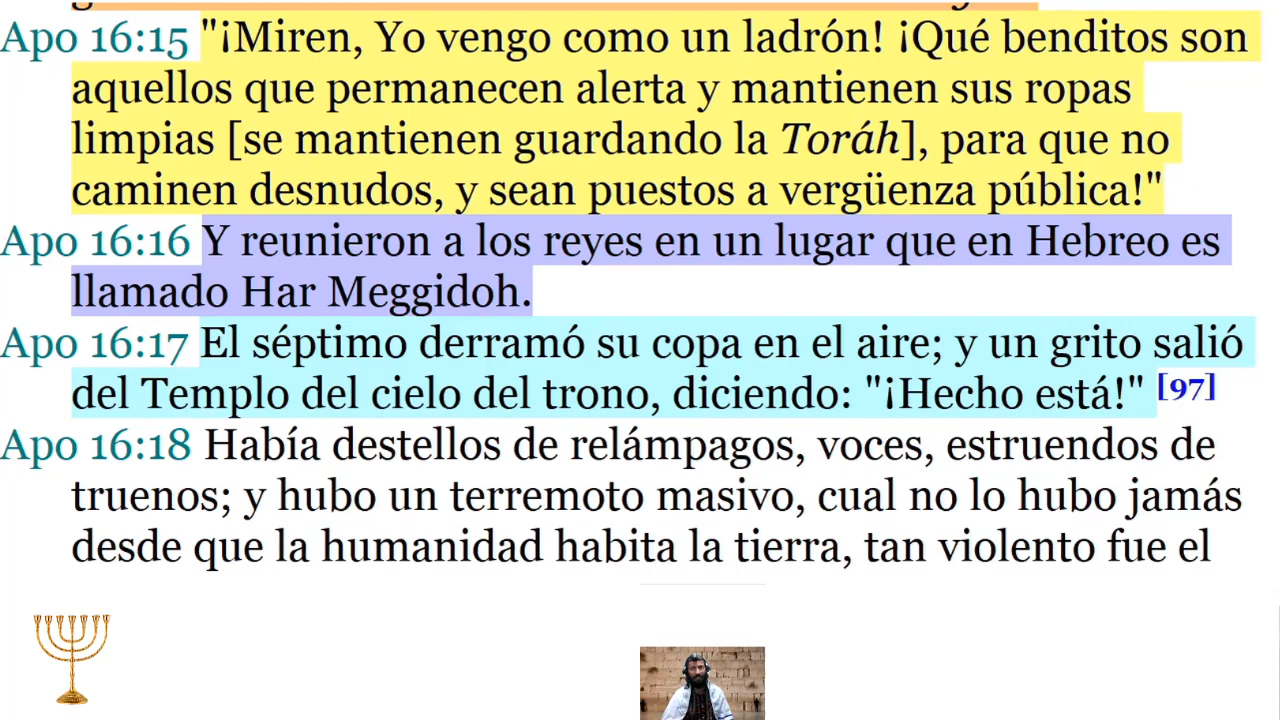 Apo 16:15 "¡Miren, Yo vengo como un ladrón! ¡Qué benditos son
aquellos que permanecen alerta y mantienen sus ropas
limpias [se mantienen guardando la Toráh], para que no
caminen desnudos, y sean puestos a vergüenza pública!"
Apo 16:16 Y reunieron a los reyes en un lugar que en Hebreo es
llamado Har Meggidoh.
Apo 16:17 El séptimo derramó su copa en el aire; y un grito salió
del Templo del cielo del trono, diciendo: "¡Hecho está!" [97]
Apo 16:18 Había destellos de relámpagos, voces, estruendos de
truenos; y hubo un terremoto masivo, cual no lo hubo jamás
desde que la humanidad habita la tierra, tan violento fue el